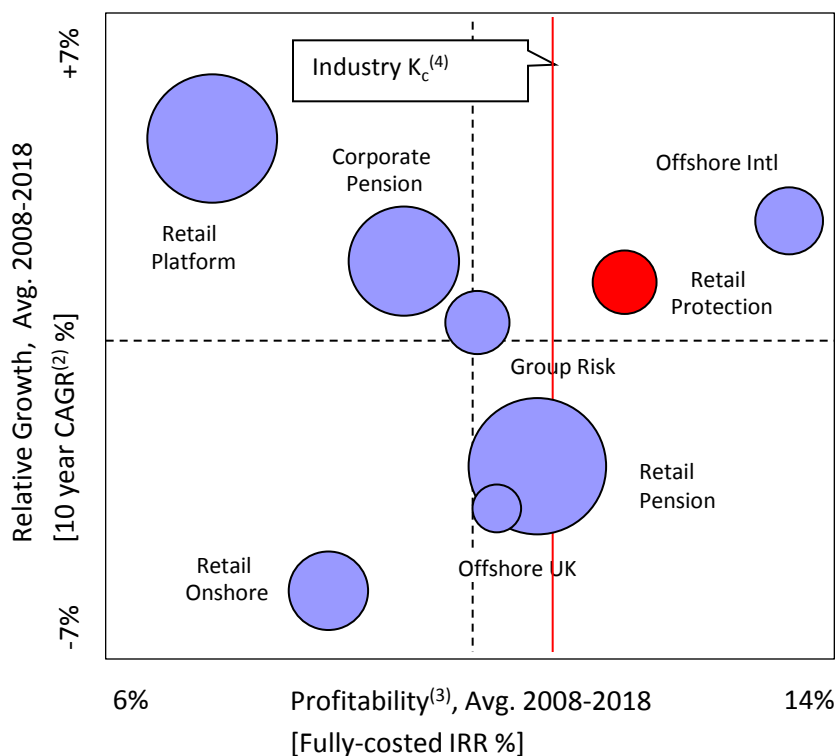 +7%
Industry Kc(4)
Corporate
Pension
Offshore Intl
Retail
Platform
Retail
Protection
Group Risk
Retail
Pension
Retail
Onshore
Offshore UK
Relative Growth, Avg. 2008-2018
[10 year CAGR(2) %]
-7%
6%
Profitability(3), Avg. 2008-2018
14%
[Fully-costed IRR %]